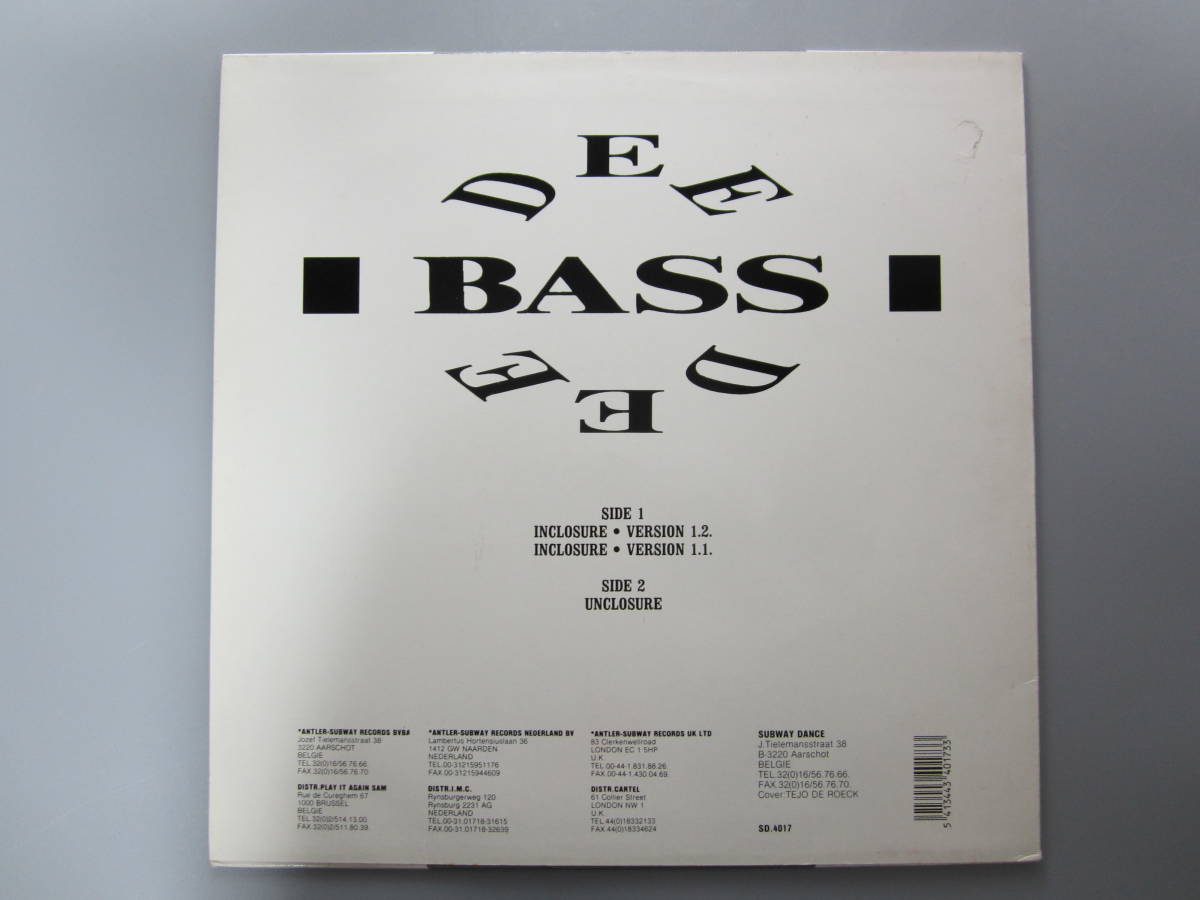 DEE
BASS
DEE
SIDE 1
INCLOSURE • VERSION 1.2.
INCLOSURE • VERSION 1.1.
SIDE 2
UNCLOSURE
*ANTLER-SUBWAY RECORDS BVBA
Jozef Tielemansstraat 38
3220 AARSCHOT
BELGIE
TEL.32(0)16/56.76.66.
FAX.32(0)16/56.76.70
DISTR.PLAY IT AGAIN SAM
Rue de Cureghem 67
1000 BRUSSEL
BELGIE
TEL.32(0)2/514.13.00
FAX.32(0)2/511.80.39.
*ANTLER-SUBWAY RECORDS NEDERLAND BV
Lambertus Hortensiuslaan 36
1412 GW NAARDEN
NEDERLAND
TEL.00-31215951176
FAX.00-31215944609
DISTR.I.M.C.
Rynsburgerweg 120
Rynsburg 2231 AG
NEDERLAND
TEL.00-31.01718-31615
FAX.00-31.01718-32639
*ANTLER-SUBWAY RECORDS UK LTD
83 Clerkenwellroad
LONDON EC 1 5HP
U.K.
TEL.00-44-1.831.88.26.
FAX.00-44-1.430.04.69.
DISTR.CARTEL
61 Collier Street
LONDON NW 1
U.K.
TEL.44(0)18332133
FAX.44(0)18334624
SUBWAY DANCE
J.Tielemansstraat 38
B-3220 Aarschot
BELGIE
TEL.32(0)16/56.76.66.
FAX.32(0)16/56.76.70.
Cover:TEJO DE ROECK
SD.4017
5 413443 401733